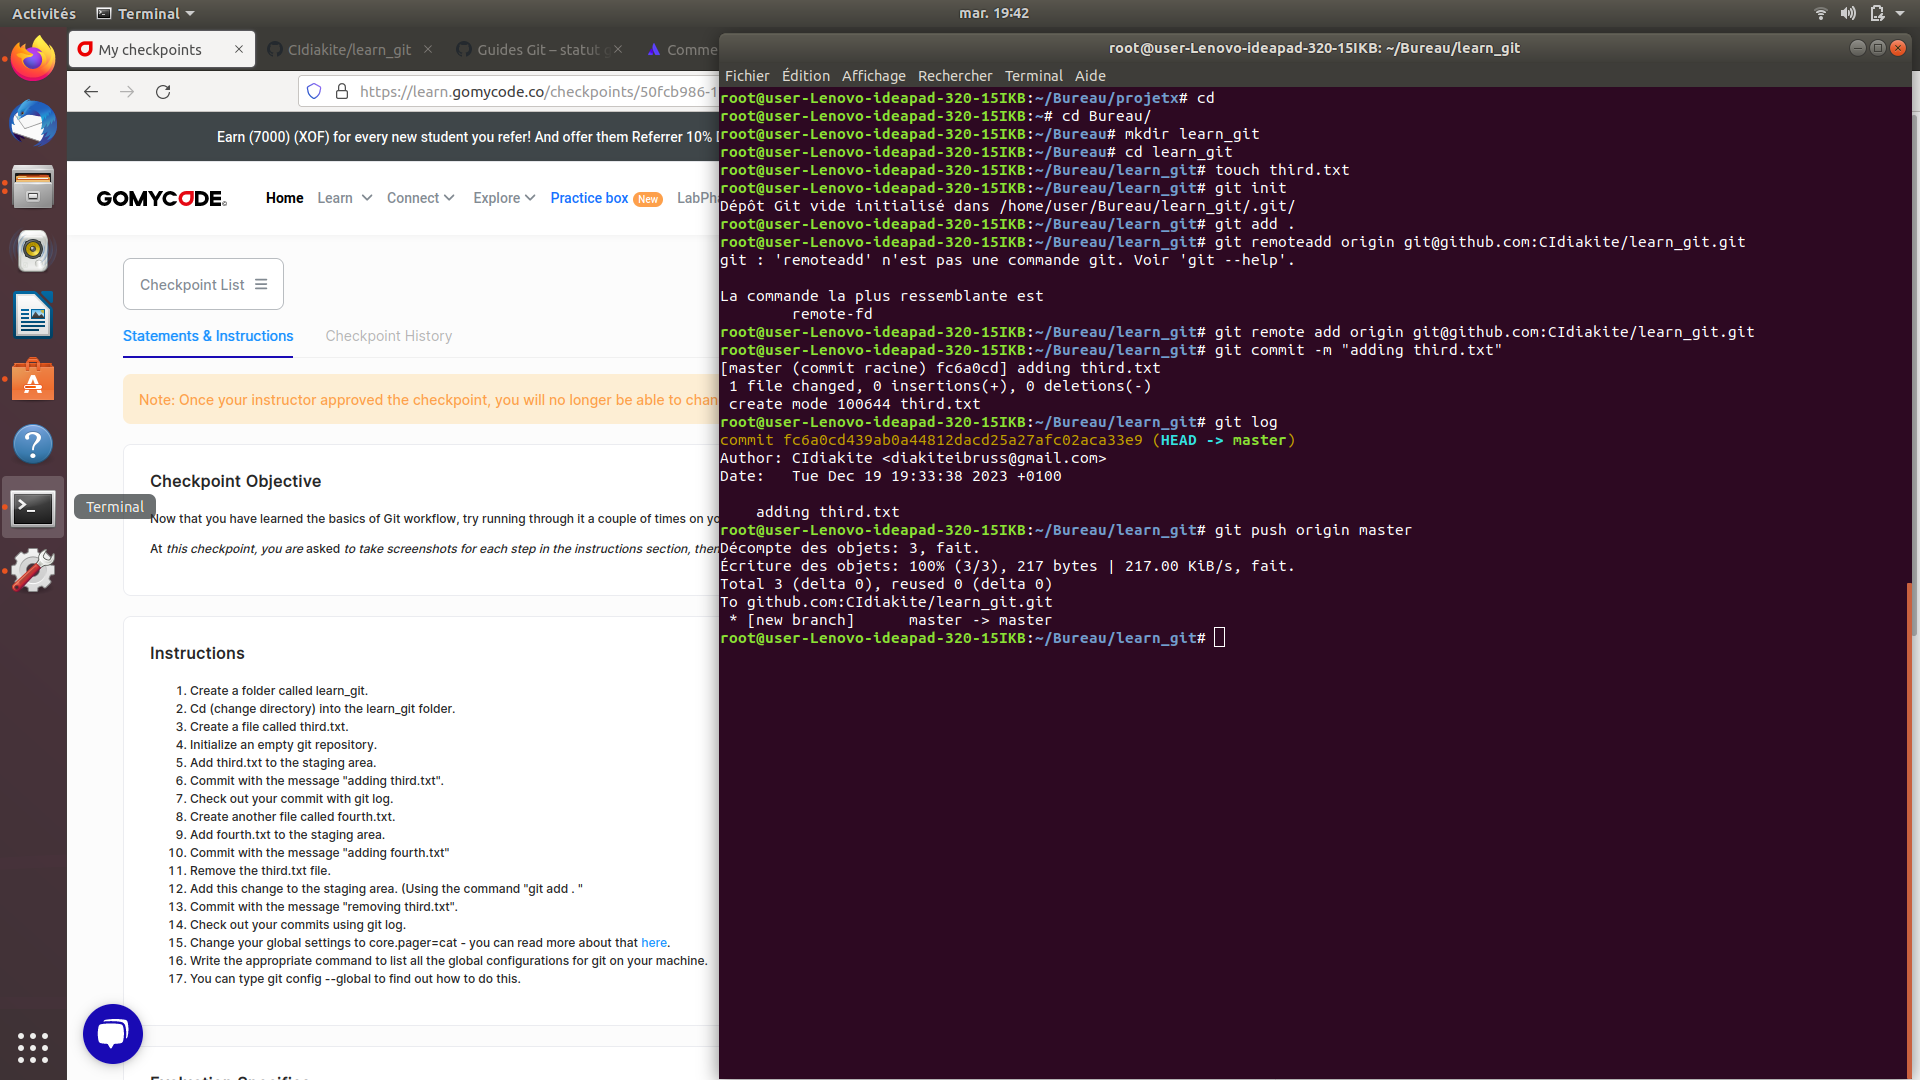 Activités
Terminal
mar. 19:42
My checkpoints
CIdiakite/learn_git
Guides Git – statut
Comme
https://learn.gomycode.co/checkpoints/50fcb986-1
Earn (7000) (XOF) for every new student you refer! And offer them Referrer 10%
GOMYCODE
Home
Learn
Connect
Explore
Practice box
New
Checkpoint List
Statements & Instructions
Checkpoint History
Note: Once your instructor approved the checkpoint, you will no longer be able to chan
Checkpoint Objective
Terminal
Now that you have learned the basics of Git workflow, try running through it a couple of times on yo
At this checkpoint, you are asked to take screenshots for each step in the instructions section, then
Instructions
1. Create a folder called learn_git.
2. Cd (change directory) into the learn_git folder.
3. Create a file called third.txt.
4. Initialize an empty git repository.
5. Add third.txt to the staging area.
6. Commit with the message "adding third.txt".
7. Check out your commit with git log.
8. Create another file called fourth.txt.
9. Add fourth.txt to the staging area.
10. Commit with the message "adding fourth.txt"
11. Remove the third.txt file.
12. Add this change to the staging area. (Using the command "git add . "
13. Commit with the message "removing third.txt".
14. Check out your commits using git log.
15. Change your global settings to core.pager=cat - you can read more about that here.
16. Write the appropriate command to list all the global configurations for git on your machine.
17. You can type git config --global to find out how to do this.
root@user-Lenovo-ideapad-320-15IKB: ~/Bureau/learn_git
Fichier Édition Affichage Rechercher Terminal Aide
root@user-Lenovo-ideapad-320-15IKB:~/Bureau/projetx# cd
root@user-Lenovo-ideapad-320-15IKB:~# cd Bureau/
root@user-Lenovo-ideapad-320-15IKB:~/Bureau# mkdir learn_git
root@user-Lenovo-ideapad-320-15IKB:~/Bureau# cd learn_git
root@user-Lenovo-ideapad-320-15IKB:~/Bureau/learn_git# touch third.txt
root@user-Lenovo-ideapad-320-15IKB:~/Bureau/learn_git# git init
Dépôt Git vide initialisé dans /home/user/Bureau/learn_git/.git/
root@user-Lenovo-ideapad-320-15IKB:~/Bureau/learn_git# git add .
root@user-Lenovo-ideapad-320-15IKB:~/Bureau/learn_git# git remoteadd origin git@github.com:CIdiakite/learn_git.git
git : 'remoteadd' n'est pas une commande git. Voir 'git --help'.
La commande la plus ressemblante est
remote-fd
root@user-Lenovo-ideapad-320-15IKB:~/Bureau/learn_git# git remote add origin git@github.com:CIdiakite/learn_git.git
root@user-Lenovo-ideapad-320-15IKB:~/Bureau/learn_git# git commit -m "adding third.txt"
[master (commit racine) fc6a0cd] adding third.txt
1 file changed, 0 insertions(+), 0 deletions(-)
create mode 100644 third.txt
root@user-Lenovo-ideapad-320-15IKB:~/Bureau/learn_git# git log
commit fc6a0cd439ab0a44812dacd25a27afc02aca33e9 (HEAD -> master)
Author: CIdiakite <diakiteibruss@gmail.com>
Date:   Tue Dec 19 19:33:38 2023 +0100
adding third.txt
root@user-Lenovo-ideapad-320-15IKB:~/Bureau/learn_git# git push origin master
Décompte des objets: 3, fait.
Écriture des objets: 100% (3/3), 217 bytes | 217.00 KiB/s, fait.
Total 3 (delta 0), reused 0 (delta 0)
To github.com:CIdiakite/learn_git.git
* [new branch]      master -> master
root@user-Lenovo-ideapad-320-15IKB:~/Bureau/learn_git#